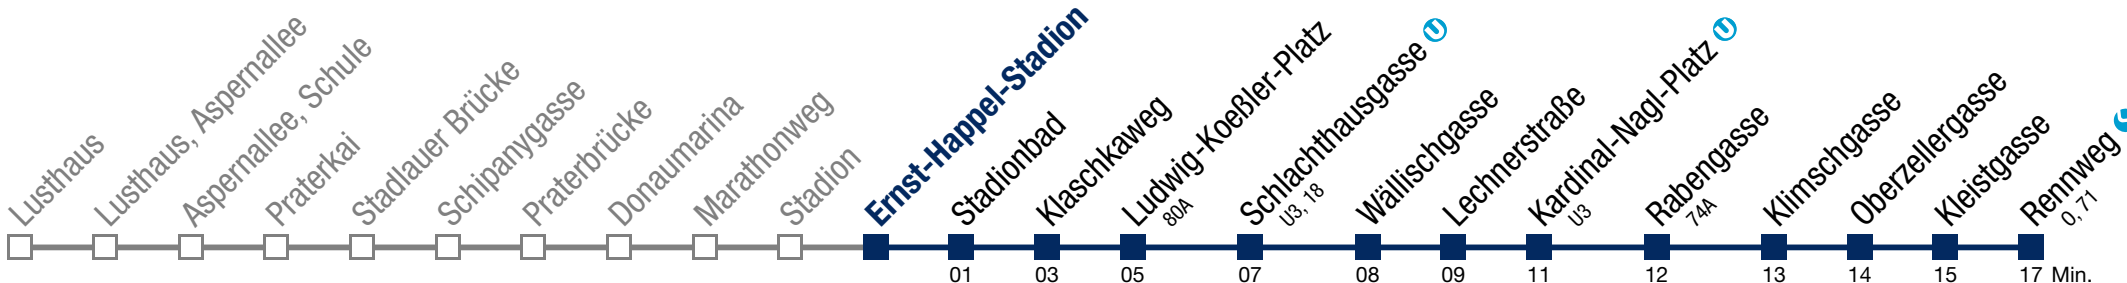 Lusthaus
Lusthaus, Aspernallee
Aspernallee, Schule
Praterkai
Stadlauer Brücke
Schipanygasse
Praterbrücke
Donaumarina
Marathonweg
Stadion
Ernst-Happel-Stadion
Stadionbad
Klaschkaweg
Ludwig-Koeßler-Platz
80A
Schlachthausgasse U
U3, 18
Wällischgasse
Lechnerstraße
Kardinal-Nagl-Platz U
U3
Rabengasse
74A
Klimschgasse
Oberzellergasse
Kleistgasse
Rennweg
O, 71
01 03 05 07 08 09 11 12 13 14 15 17 Min.